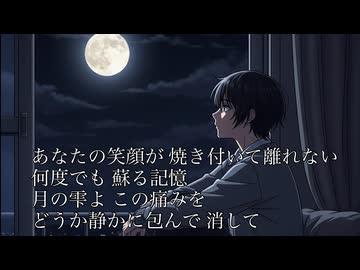 あなたの笑顔が 焼き付いて離れない
何度でも 蘇る記憶
月の雫よ この痛みを
どうか静かに包んで 消して